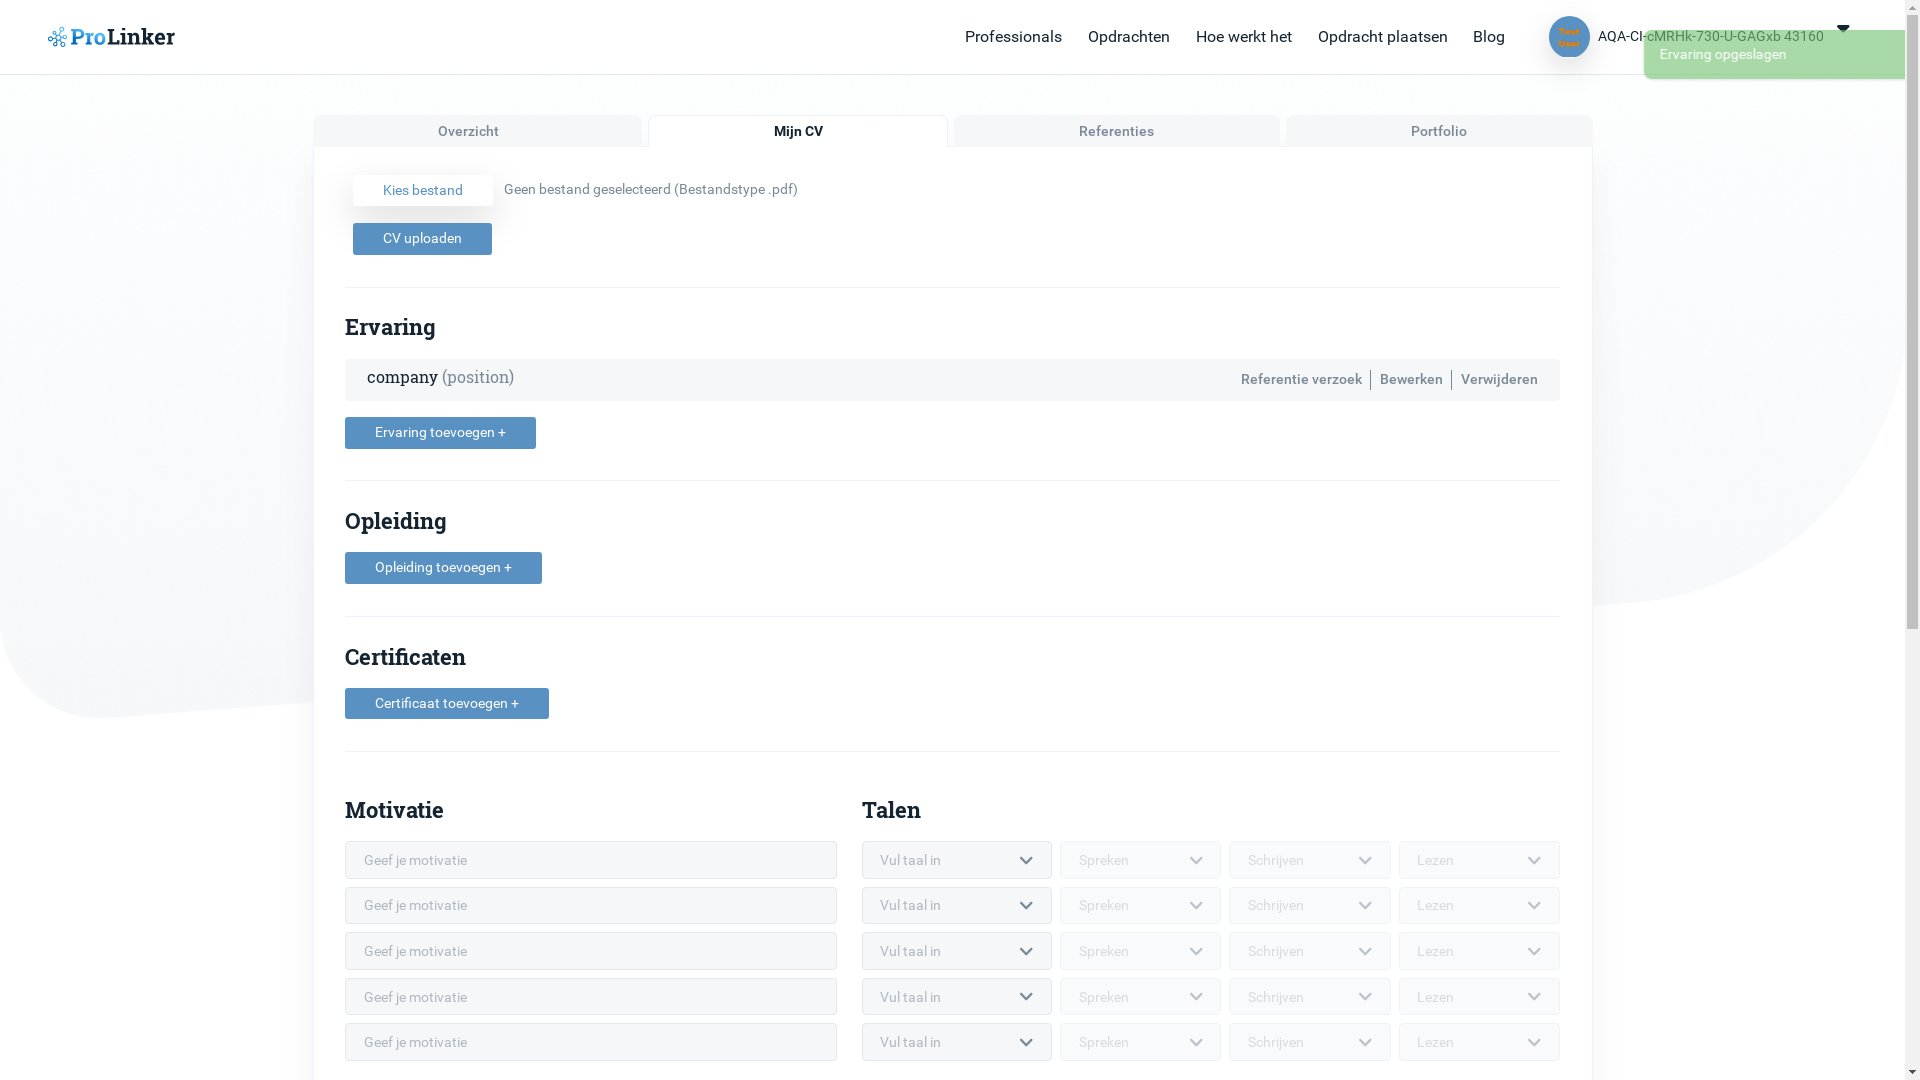 ProLinker
Professionals Opdrachten Hoe werkt het Opdracht plaatsen Blog
Test User
AQA-CI-cMRHk-730-U-GAGxb 43160
Ervaring opgeslagen
Overzicht Mijn CV Referenties Portfolio
Kies bestand Geen bestand geselecteerd (Bestandstype .pdf)
CV uploaden
Ervaring
company (position) Referentie verzoek Bewerken Verwijderen
Ervaring toevoegen +
Opleiding
Opleiding toevoegen +
Certificaten
Certificaat toevoegen +
Motivatie Talen
Geef je motivatie Vul taal in Spreken Schrijven Lezen
Geef je motivatie Vul taal in Spreken Schrijven Lezen
Geef je motivatie Vul taal in Spreken Schrijven Lezen
Geef je motivatie Vul taal in Spreken Schrijven Lezen
Geef je motivatie Vul taal in Spreken Schrijven Lezen